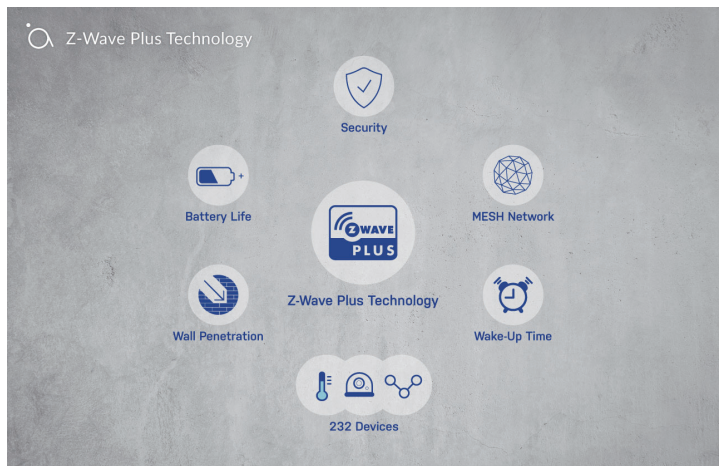 Z-Wave Plus Technology
Security
Battery Life
MESH Network
Z WAVE
PLUS
Z-Wave Plus Technology
Wall Penetration
Wake-Up Time
232 Devices